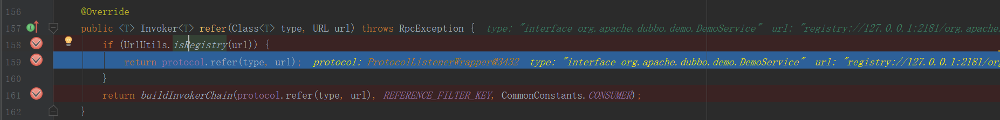 156 @Override
157 public <T> Invoker<T> refer(Class<T> type, URL url) throws RpcException { type: "interface org.apache.dubbo.demo.DemoService" url: "registry://127.0.0.1:2181/org.apache.
158 if (UrlUtils.isRegistry(url)) {
159 return protocol.refer(type, url); protocol: ProtocolListenerWrapper@3432 type: "interface org.apache.dubbo.demo.DemoService" url: "registry://127.0.0.1:2181/org
160 }
161 return buildInvokerChain(protocol.refer(type, url), REFERENCE_FILTER_KEY, CommonConstants.CONSUMER);
162 }